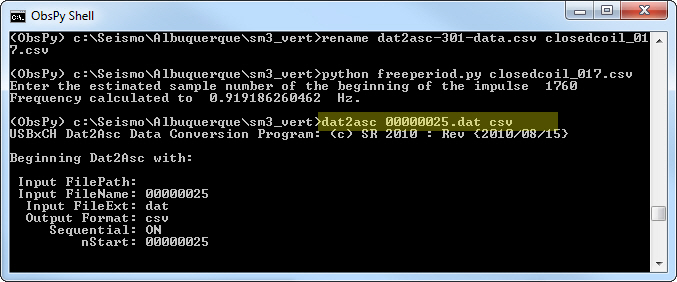 ObsPy Shell
(ObsPy) c:\Seismo\Albuquerque\sm3_vert>rename dat2asc-301-data.csv closedcoil_01
7.csv
(ObsPy) c:\Seismo\Albuquerque\sm3_vert>python freeperiod.py closedcoil_017.csv
Enter the estimated sample number of the beginning of the impulse  1760
Frequency calculated to  0.919186260462  Hz.
(ObsPy) c:\Seismo\Albuquerque\sm3_vert>dat2asc 00000025.dat csv
USBxCH Dat2Asc Data Conversion Program: (c) SR 2010 : Rev {2010/08/15}
Beginning Dat2Asc with:
Input FilePath:
Input FileName: 00000025
Input FileExt: dat
Output Format: csv
Sequential: ON
nStart: 00000025